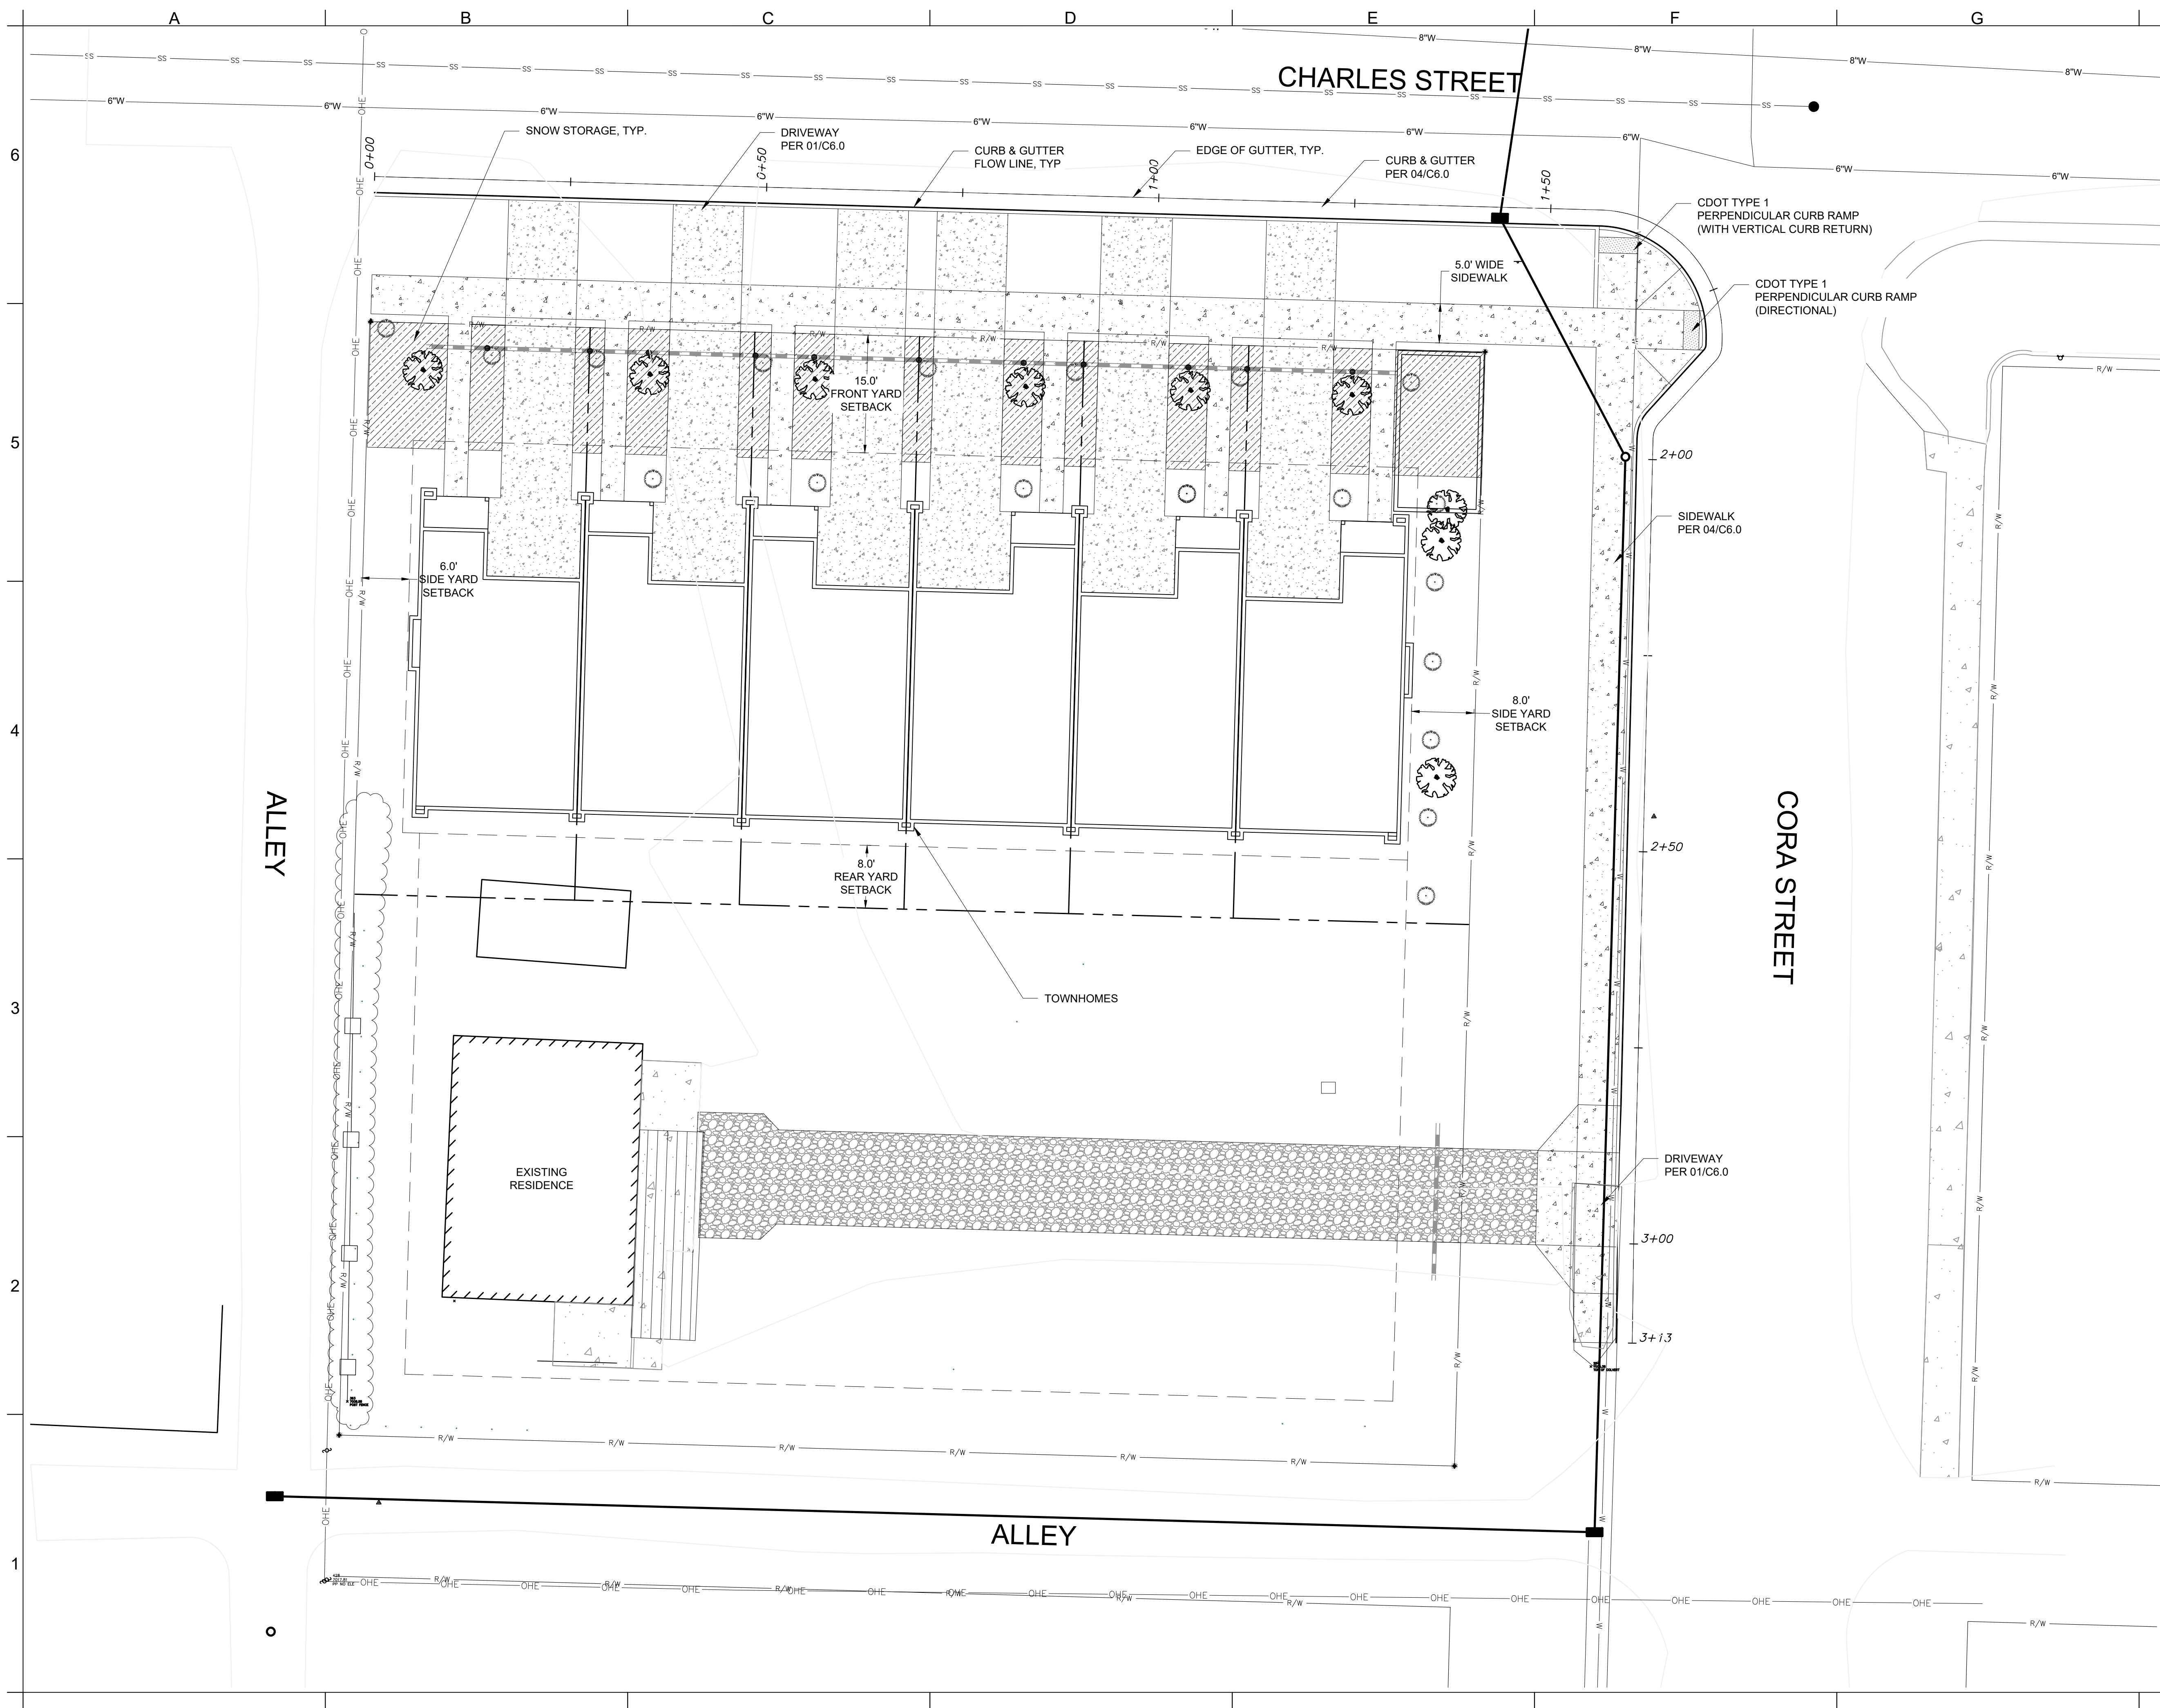 A
B
C
D
E
F
G
6
5
4
3
2
1
CHARLES STREET
SS
8"W
6"W
OHE
SNOW STORAGE, TYP.
DRIVEWAY
PER 01/C6.0
CURB & GUTTER
FLOW LINE, TYP
EDGE OF GUTTER, TYP.
CURB & GUTTER
PER 04/C6.0
0+00
0+50
1+00
1+50
CDOT TYPE 1
PERPENDICULAR CURB RAMP
(WITH VERTICAL CURB RETURN)
5.0' WIDE
SIDEWALK
CDOT TYPE 1
PERPENDICULAR CURB RAMP
(DIRECTIONAL)
R/W
15.0'
FRONT YARD
SETBACK
2+00
SIDEWALK
PER 04/C6.0
6.0'
SIDE YARD
SETBACK
8.0'
SIDE YARD
SETBACK
W
ALLEY
CORA STREET
2+50
8.0'
REAR YARD
SETBACK
TOWNHOMES
EXISTING
RESIDENCE
DRIVEWAY
PER 01/C6.0
3+00
3+13
ALLEY